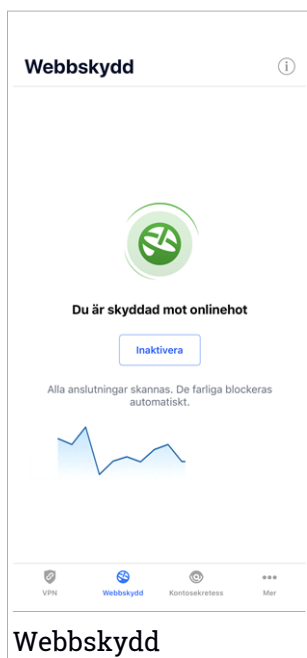 Webbskydd
Du är skyddad mot onlinehot
Inaktivera
Alla anslutningar skannas. De farliga blockeras
automatiskt.
VPN
Webbskydd
Kontosekretess
Mer
Webbskydd